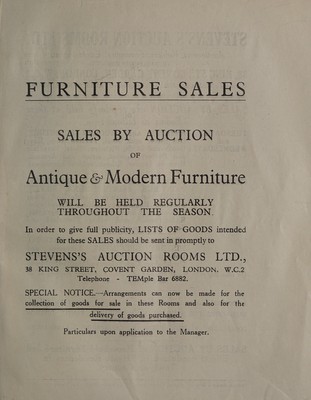 FURNITURE SALES
SALES BY AUCTION
OF
Antique & Modern Furniture
WILL BE HELD REGULARLY
THROUGHOUT THE SEASON.
In order to give full publicity, LISTS OF GOODS intended
for these SALES should be sent in promptly to
STEVENS'S AUCTION ROOMS LTD.,
38 KING STREET, COVENT GARDEN, LONDON, W.C.2
Telephone - TEMple Bar 6882.
SPECIAL NOTICE.—Arrangements can now be made for the
collection of goods for sale in these Rooms and also for the
delivery of goods purchased.
Particulars upon application to the Manager.